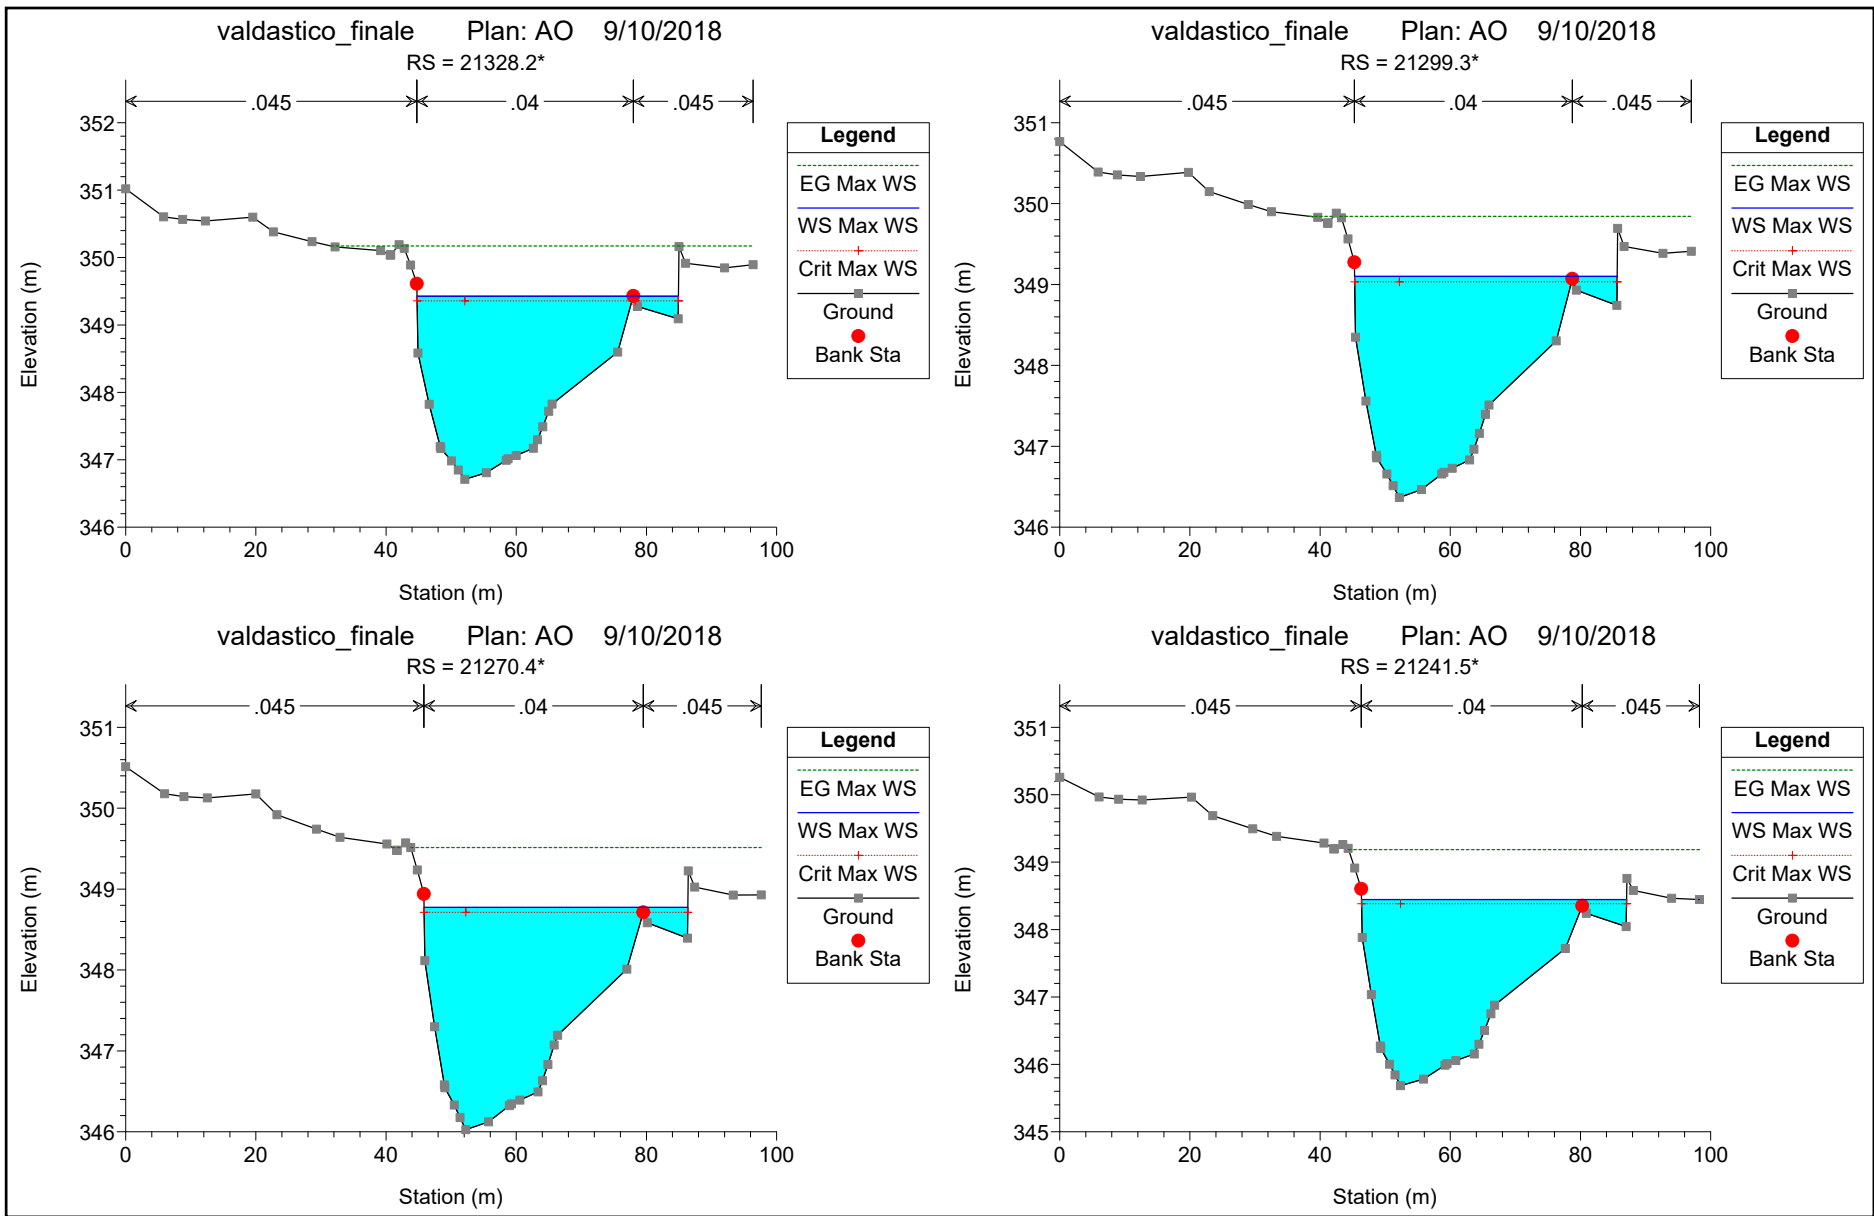 valdastico_finale Plan: AO 9/10/2018
RS = 21328.2*
.045 .04 .045
352
351
350
349
348
347
346
0 20 40 60 80 100
Elevation (m)
Station (m)
Legend
EG Max WS
WS Max WS
Crit Max WS
Ground
Bank Sta
valdastico_finale Plan: AO 9/10/2018
RS = 21299.3*
.045 .04 .045
351
350
349
348
347
346
0 20 40 60 80 100
Elevation (m)
Station (m)
Legend
EG Max WS
WS Max WS
Crit Max WS
Ground
Bank Sta
valdastico_finale Plan: AO 9/10/2018
RS = 21270.4*
.045 .04 .045
351
350
349
348
347
346
0 20 40 60 80 100
Elevation (m)
Station (m)
Legend
EG Max WS
WS Max WS
Crit Max WS
Ground
Bank Sta
valdastico_finale Plan: AO 9/10/2018
RS = 21241.5*
.045 .04 .045
351
350
349
348
347
346
345
0 20 40 60 80 100
Elevation (m)
Station (m)
Legend
EG Max WS
WS Max WS
Crit Max WS
Ground
Bank Sta